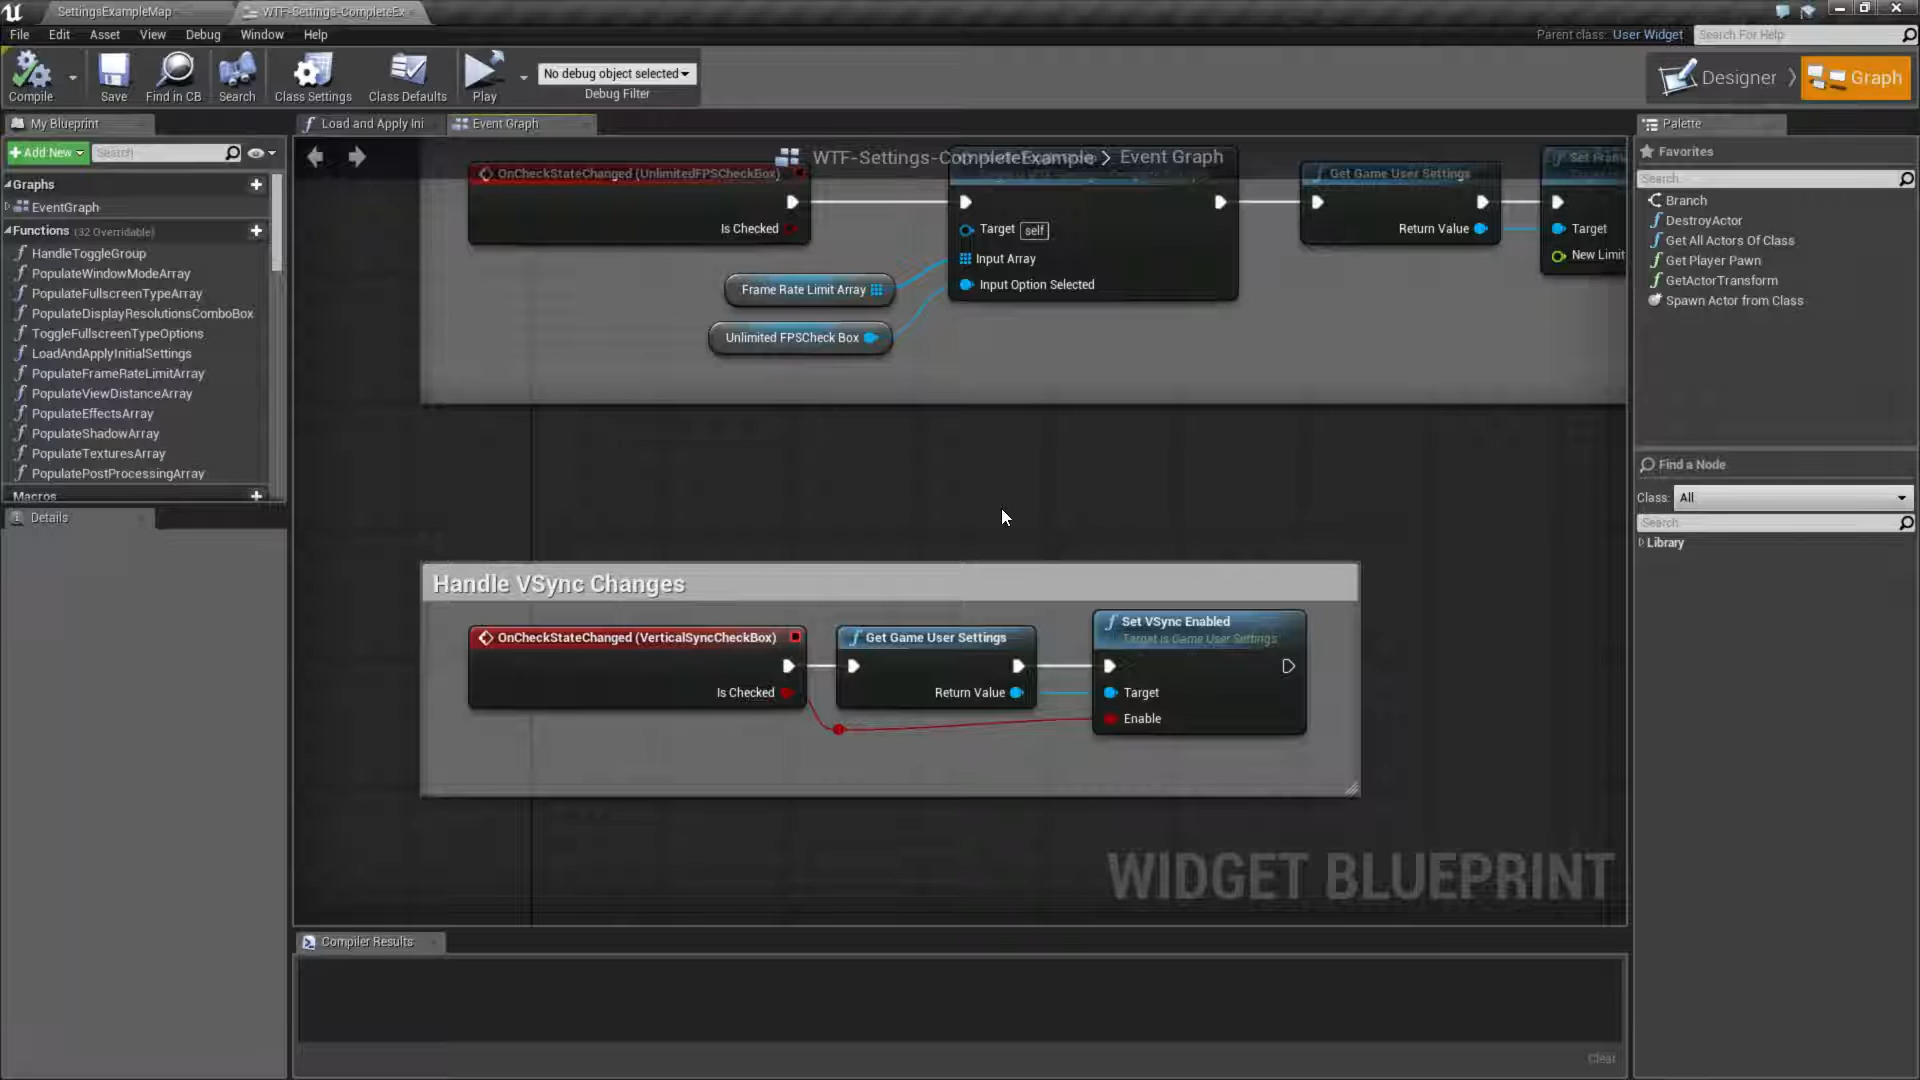 SettingsExampleMap
WTF-Settings-CompleteEx
File Edit Asset View Debug Window Help
Parent class: User Widget
Search For Help
Compile
Save
Find in CB
Search
Class Settings
Class Defaults
Play
No debug object selected
Debug Filter
Designer
Graph
My Blueprint
Load and Apply Ini
Event Graph
Palette
Add New
Search
WTF-Settings-CompleteExample > Event Graph
Favorites
Search
Graphs
EventGraph
Functions (32 Overridable)
HandleToggleGroup
PopulateWindowModeArray
PopulateFullscreenTypeArray
PopulateDisplayResolutionsComboBox
ToggleFullscreenTypeOptions
LoadAndApplyInitialSettings
PopulateFrameRateLimitArray
PopulateViewDistanceArray
PopulateEffectsArray
PopulateShadowArray
PopulateTexturesArray
PopulatePostProcessingArray
Macros
Details
OnCheckStateChanged (UnlimitedFPSCheckBox)
Is Checked
Target self
Input Array
Input Option Selected
Frame Rate Limit Array
Unlimited FPSCheck Box
Get Game User Settings
Return Value
Target
New Limit
Branch
DestroyActor
Get All Actors Of Class
Get Player Pawn
GetActorTransform
Spawn Actor from Class
Find a Node
Class: All
Search
Library
Handle VSync Changes
OnCheckStateChanged (VerticalSyncCheckBox)
Is Checked
Get Game User Settings
Return Value
Set VSync Enabled
Target is Game User Settings
Target
Enable
WIDGET BLUEPRINT
Compiler Results
Clear